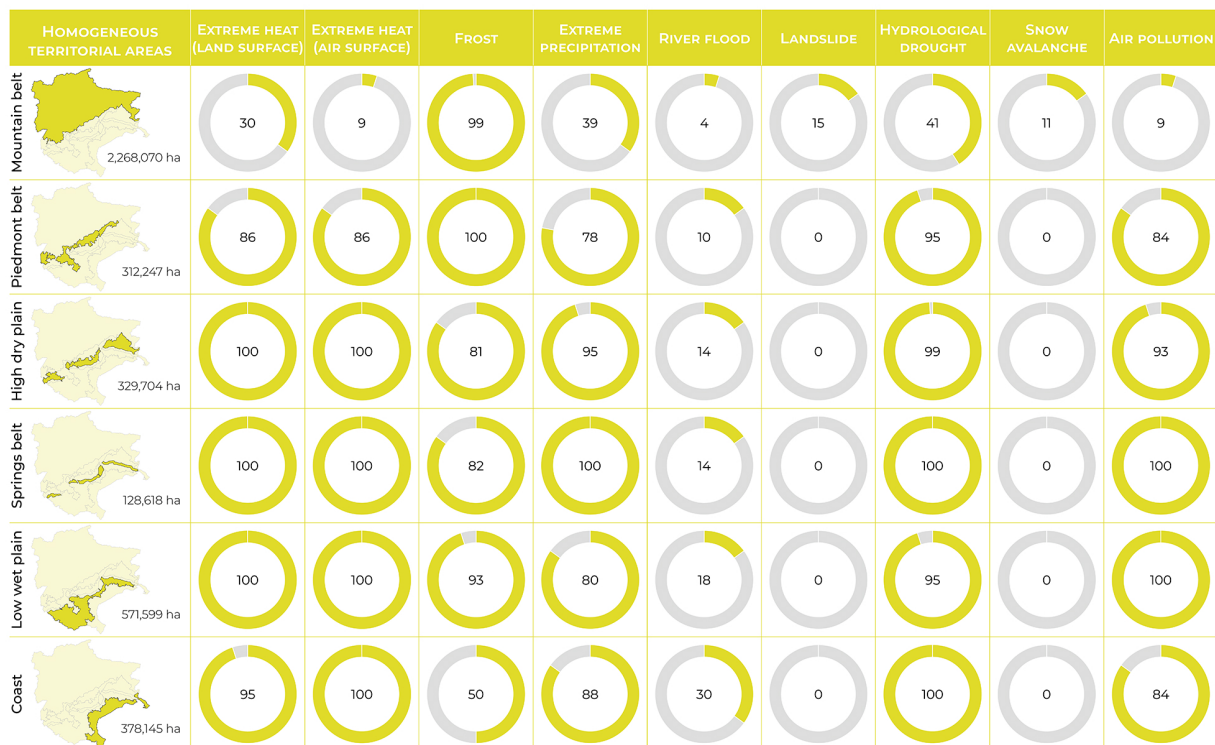 HOMOGENEOUS
TERRITORIAL AREAS
EXTREME HEAT
(LAND SURFACE)
EXTREME HEAT
(AIR SURFACE)
FROST
EXTREME
PRECIPITATION
RIVER FLOOD
LANDSLIDE
HYDROLOGICAL
DROUGHT
SNOW
AVALANCHE
AIR POLLUTION
Mountain belt
2,268,070 ha
30
9
99
39
4
15
41
11
9
Piedmont belt
312,247 ha
86
86
100
78
10
0
95
0
84
High dry plain
329,704 ha
100
100
81
95
14
0
99
0
93
Springs belt
128,618 ha
100
100
82
100
14
0
100
0
100
Low wet plain
571,599 ha
100
100
93
80
18
0
95
0
100
Coast
378,145 ha
95
100
50
88
30
0
100
0
84